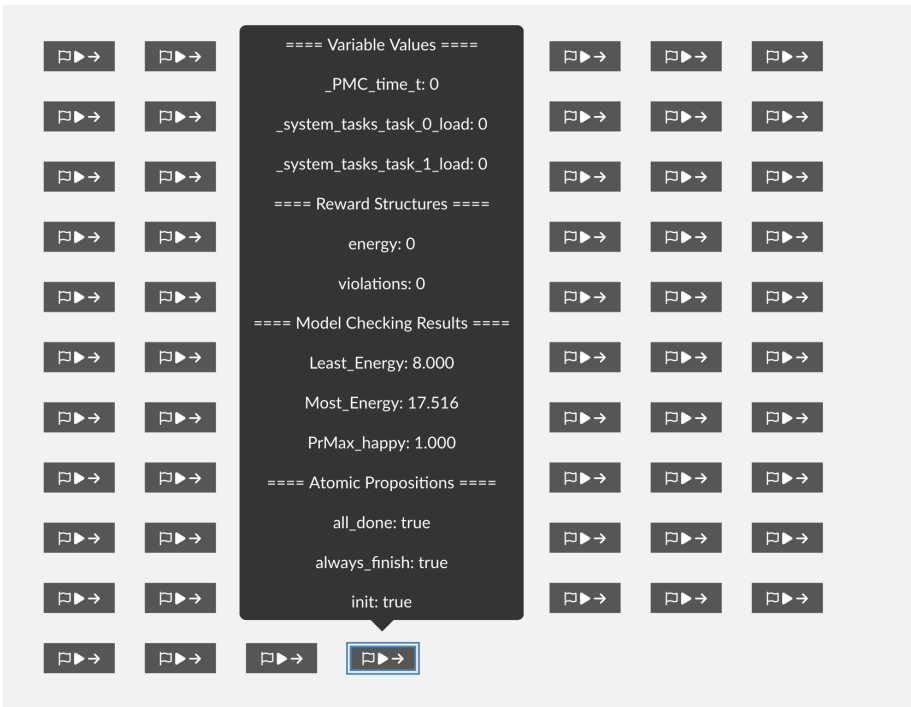 ==== Variable Values ====
_PMC_time_t: 0
_system_tasks_task_0_load: 0
_system_tasks_task_1_load: 0
==== Reward Structures ====
energy: 0
violations: 0
==== Model Checking Results ====
Least_Energy: 8.000
Most_Energy: 17.516
PrMax_happy: 1.000
==== Atomic Propositions ====
all_done: true
always_finish: true
init: true